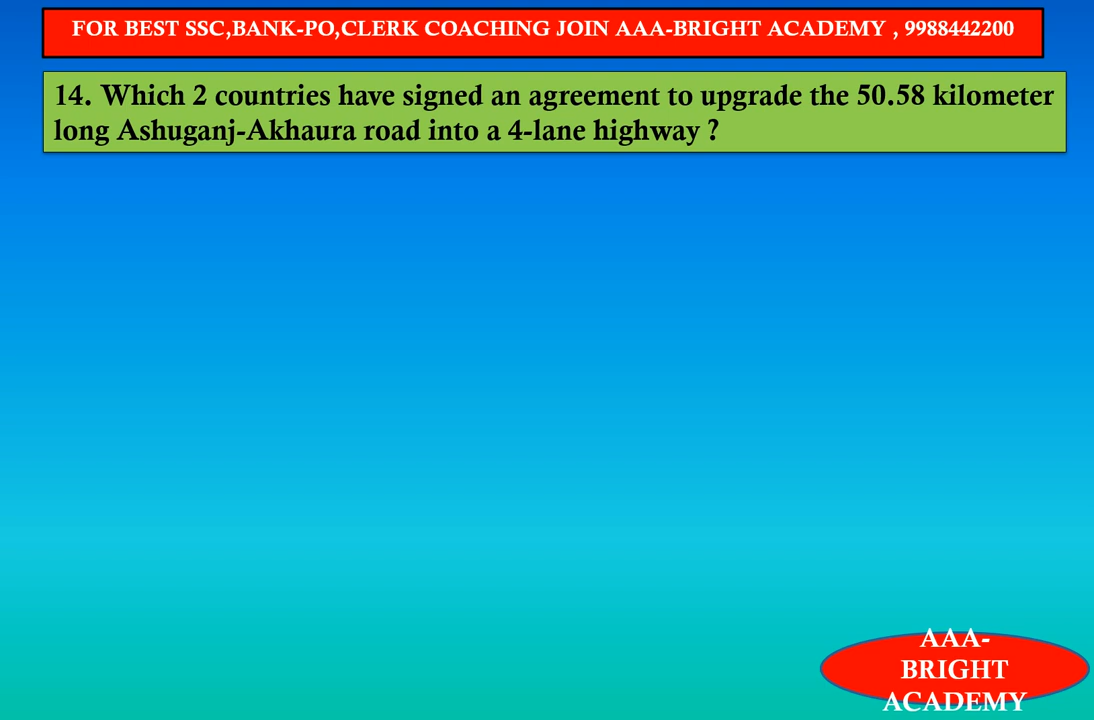 FOR BEST SSC,BANK-PO,CLERK COACHING JOIN AAA-BRIGHT ACADEMY , 9988442200
14. Which 2 countries have signed an agreement to upgrade the 50.58 kilometer
long Ashuganj-Akhaura road into a 4-lane highway ?
AAA-
BRIGHT
ACADEMY